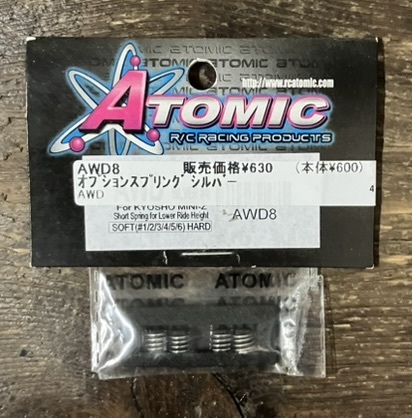 ATOMIC ATOMIC ATOMIC
http://www.rcatomic.com
ATOMIC
R/C RACING PRODUCTS
AWD8 販売価格¥630 (本体¥600)
オプションスプリング シルバー
AWD
4
For KYOSHO MINI-Z
Short Spring for Lower Ride Height
AWD8
SOFT(#1/2/3/4/5/6) HARD
ATOMIC ATOMIC